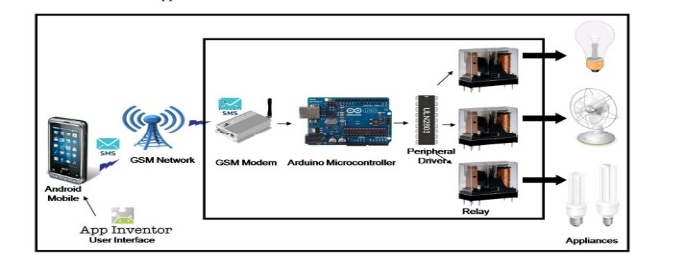 SMS
GSM Network
SMS
GSM Modem
Arduino Microcontroller
ULN2803
Peripheral
Driver
Relay
Android
Mobile
App Inventor
User Interface
Appliances